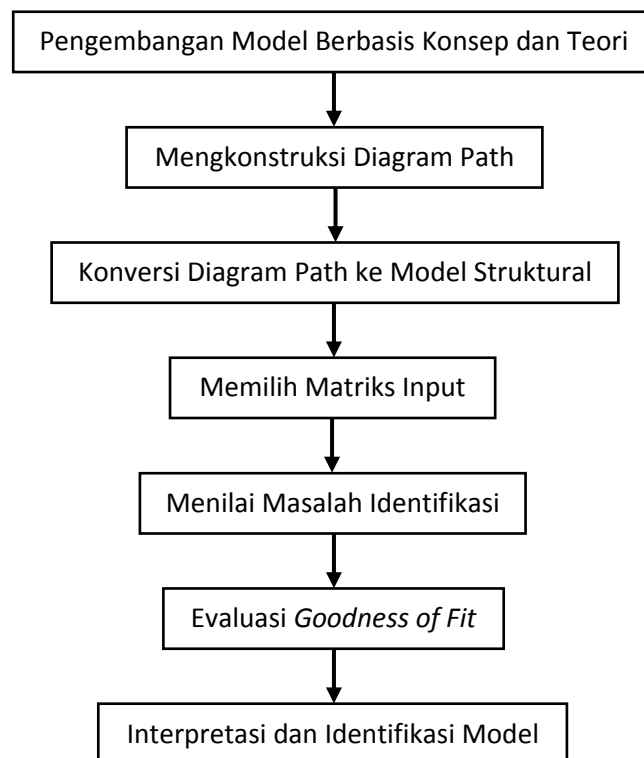 Pengembangan Model Berbasis Konsep dan Teori
Mengkonstruksi Diagram Path
Konversi Diagram Path ke Model Struktural
Memilih Matriks Input
Menilai Masalah Identifikasi
Evaluasi Goodness of Fit
Interpretasi dan Identifikasi Model